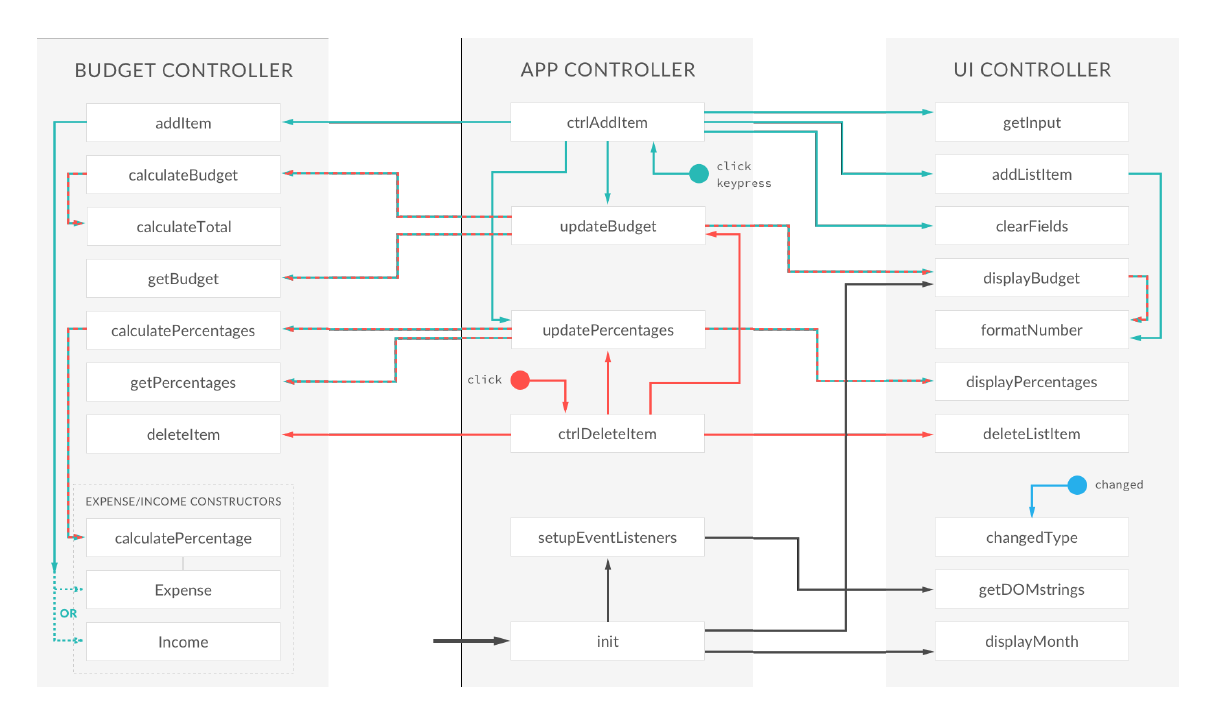 BUDGET CONTROLLER
addItem
calculateBudget
calculateTotal
getBudget
calculatePercentages
getPercentages
deleteItem
EXPENSE/INCOME CONSTRUCTORS
calculatePercentage
Expense
OR
Income
APP CONTROLLER
ctrlAddItem
click
keypress
updateBudget
updatePercentages
click
ctrlDeleteItem
setupEventListeners
init
UI CONTROLLER
getInput
addListItem
clearFields
displayBudget
formatNumber
displayPercentages
deleteListItem
changed
changedType
getDOMstrings
displayMonth